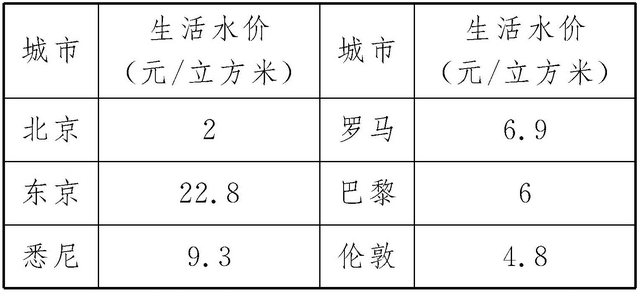 城市 生活水价（元/立方米） 城市 生活水价（元/立方米）
北京 2 罗马 6.9
东京 22.8 巴黎 6
悉尼 9.3 伦敦 4.8